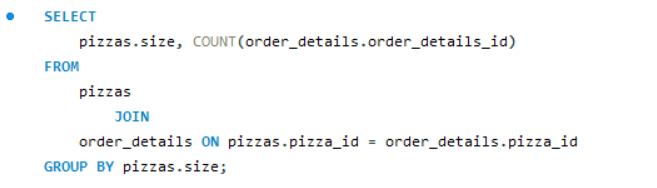 SELECT
pizzas.size, COUNT(order_details.order_details_id)
FROM
pizzas
JOIN
order_details ON pizzas.pizza_id = order_details.pizza_id
GROUP BY pizzas.size;